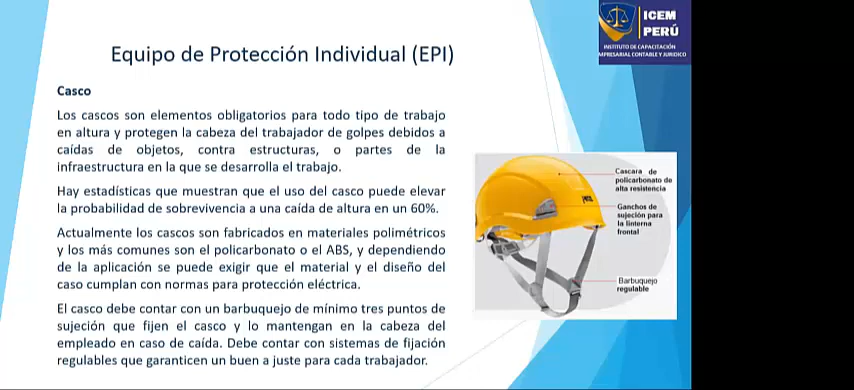 ICEM
PERÚ
INSTITUTO DE CAPACITACIÓN
EMPRESARIAL CONTABLE Y JURIDICO
Equipo de Protección Individual (EPI)
Casco
Los cascos son elementos obligatorios para todo tipo de trabajo
en altura y protegen la cabeza del trabajador de golpes debidos a
caídas de objetos, contra estructuras, o partes de la
infraestructura en la que se desarrolla el trabajo.
Hay estadísticas que muestran que el uso del casco puede elevar
la probabilidad de sobrevivencia a una caída de altura en un 60%.
Actualmente los cascos son fabricados en materiales polimétricos
y los más comunes son el policarbonato o el ABS, y dependiendo
de la aplicación se puede exigir que el material y el diseño del
caso cumplan con normas para protección eléctrica.
El casco debe contar con un barbuquejo de mínimo tres puntos de
sujeción que fijen el casco y lo mantengan en la cabeza del
empleado en caso de caída. Debe contar con sistemas de fijación
regulables que garanticen un buen a juste para cada trabajador.
Cascara de
policarbonato de
alta resistencia
Ganchos de
sujeción para
la linterna
frontal
Barbuquejo
regulable